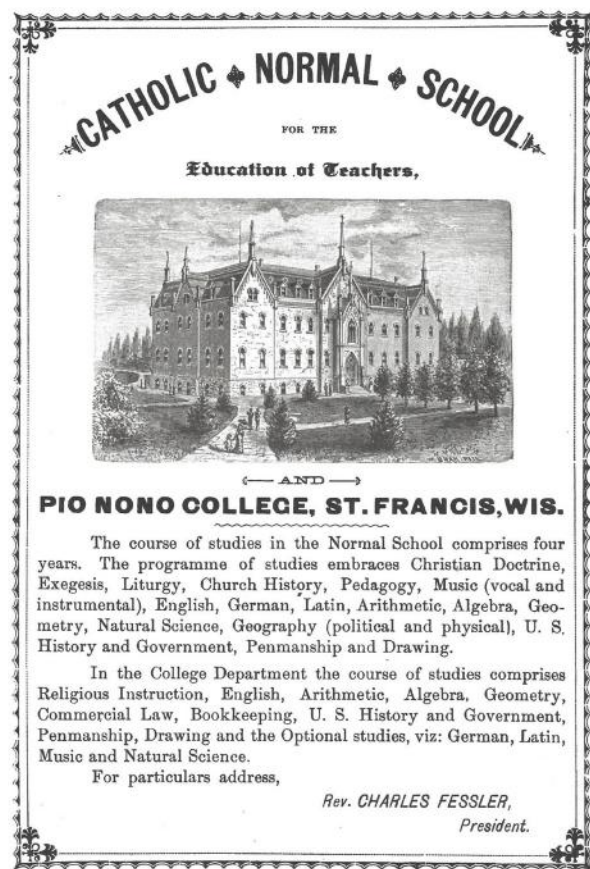 CATHOLIC NORMAL SCHOOL
FOR THE
Education of Teachers,
AND
PIO NONO COLLEGE, ST. FRANCIS, WIS.
The course of studies in the Normal School comprises four
years. The programme of studies embraces Christian Doctrine,
Exegesis, Liturgy, Church History, Pedagogy, Music (vocal and
instrumental), English, German, Latin, Arithmetic, Algebra, Geo-
metry, Natural Science, Geography (political and physical), U. S.
History and Government, Penmanship and Drawing.
In the College Department the course of studies comprises
Religious Instruction, English, Arithmetic, Algebra, Geometry,
Commercial Law, Bookkeeping, U. S. History and Government,
Penmanship, Drawing and the Optional studies, viz: German, Latin,
Music and Natural Science.
For particulars address,
Rev. CHARLES FESSLER,
President.